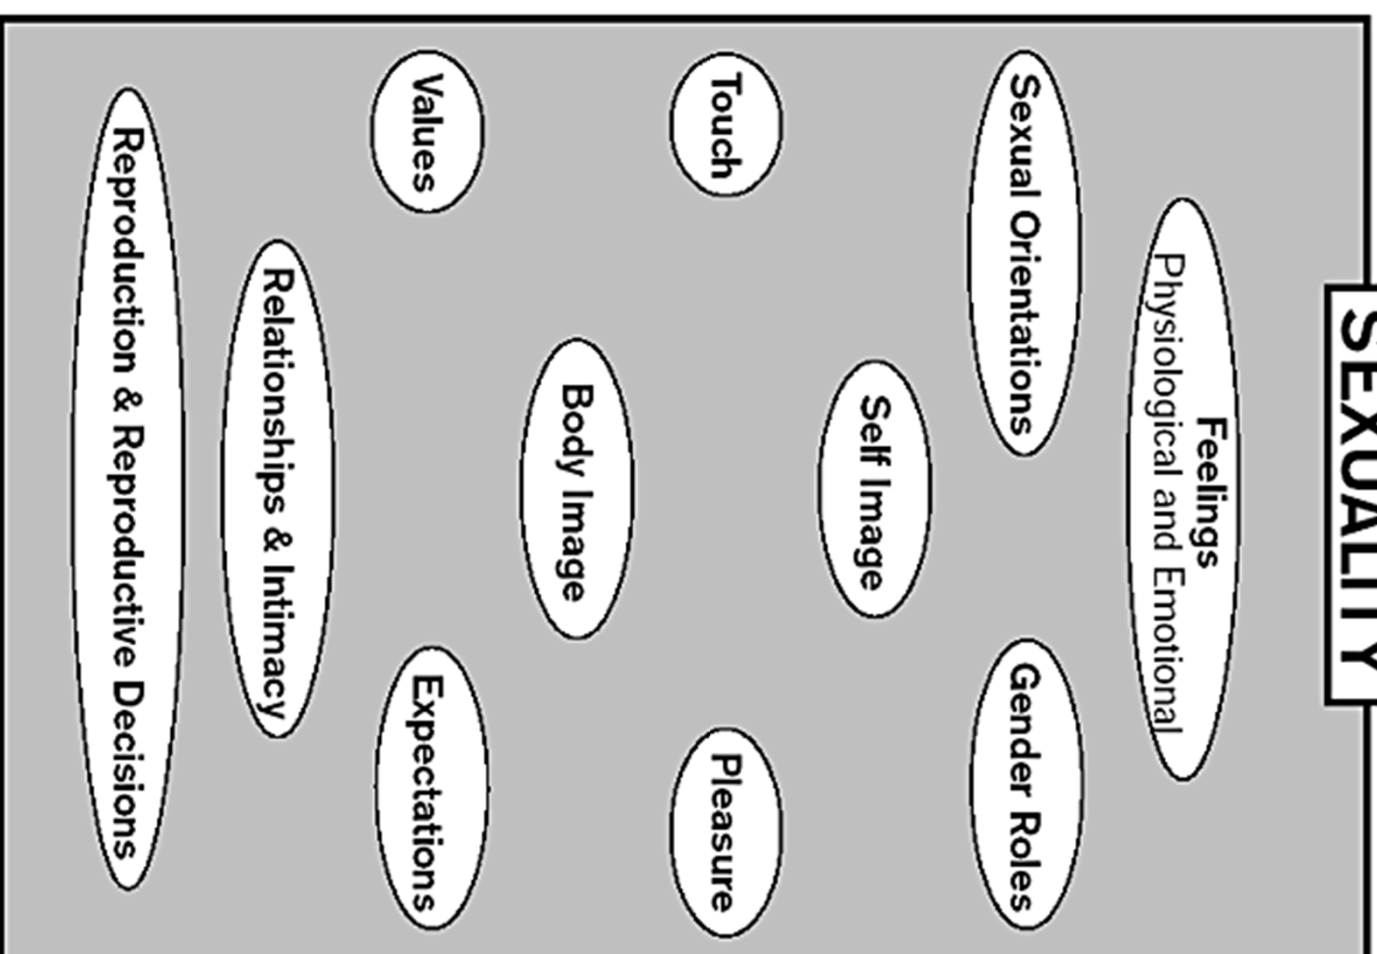 SEXUALITY
Feelings
Physiological and Emotional
Sexual Orientations
Gender Roles
Self Image
Touch
Pleasure
Body Image
Values
Expectations
Relationships & Intimacy
Reproduction & Reproductive Decisions